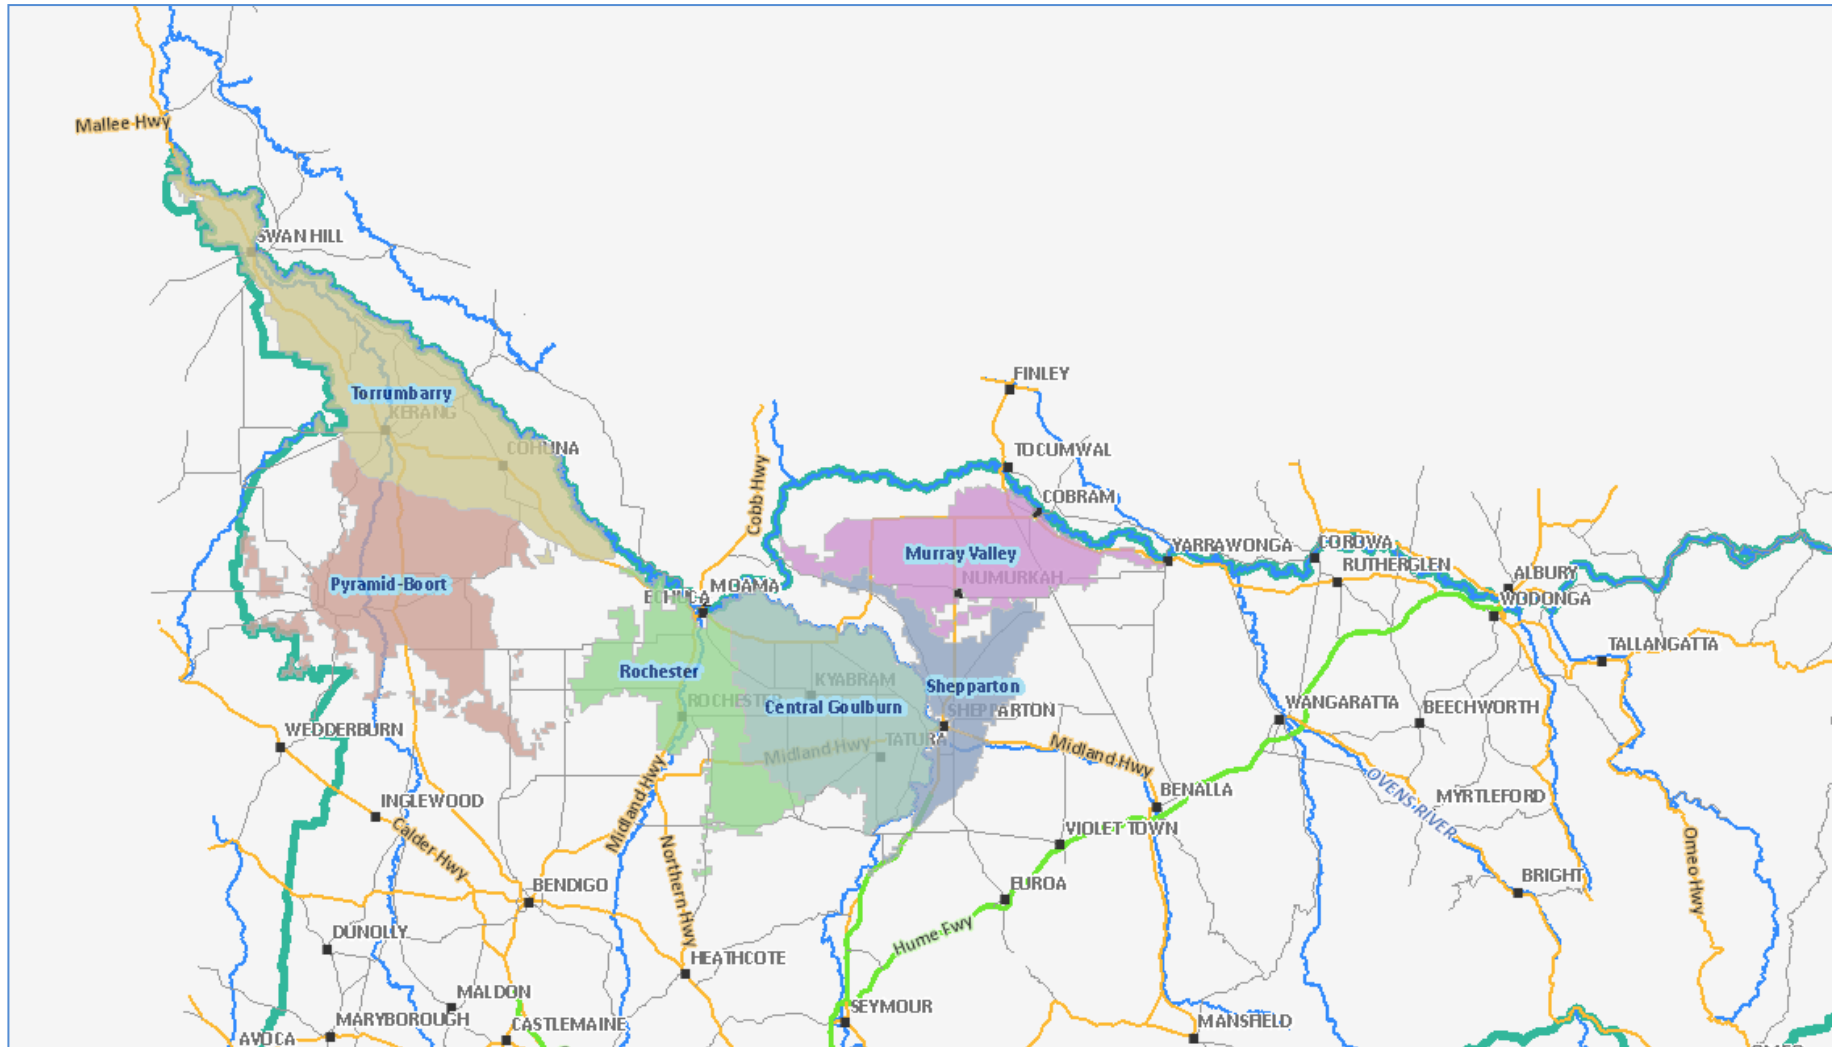 Mallee Hwy
SWAN HILL
FINLEY
Torrumbarry
KERANG
COHUNA
TOCUMWAL
Cobb Hwy
COBRAM
YARRAWONGA
COROWA
Murray Valley
RUTHERGLEN
ALBURY
NUMURKAH
WODONGA
Pyramid-Boort
MOAMA
ECHUCA
TALLANGATTA
Rochester
KYABRAM
Shepparton
ROCHESTER
Central Goulburn
SHEPPARTON
WANGARATTA
BEECHWORTH
WEDDERBURN
Midland Hwy
TATURA
Midland Hwy
BENALLA
OVENS RIVER
MYRTLEFORD
INGLEWOOD
Calder Hwy
Midland Hwy
VIOLET TOWN
Northern Hwy
Omeo Hwy
BENDIGO
EUROA
BRIGHT
DUNOLLY
Hume Fwy
HEATHCOTE
MALDON
SEYMOUR
MARYBOROUGH
CASTLEMAINE
MANSFIELD
AVOCA